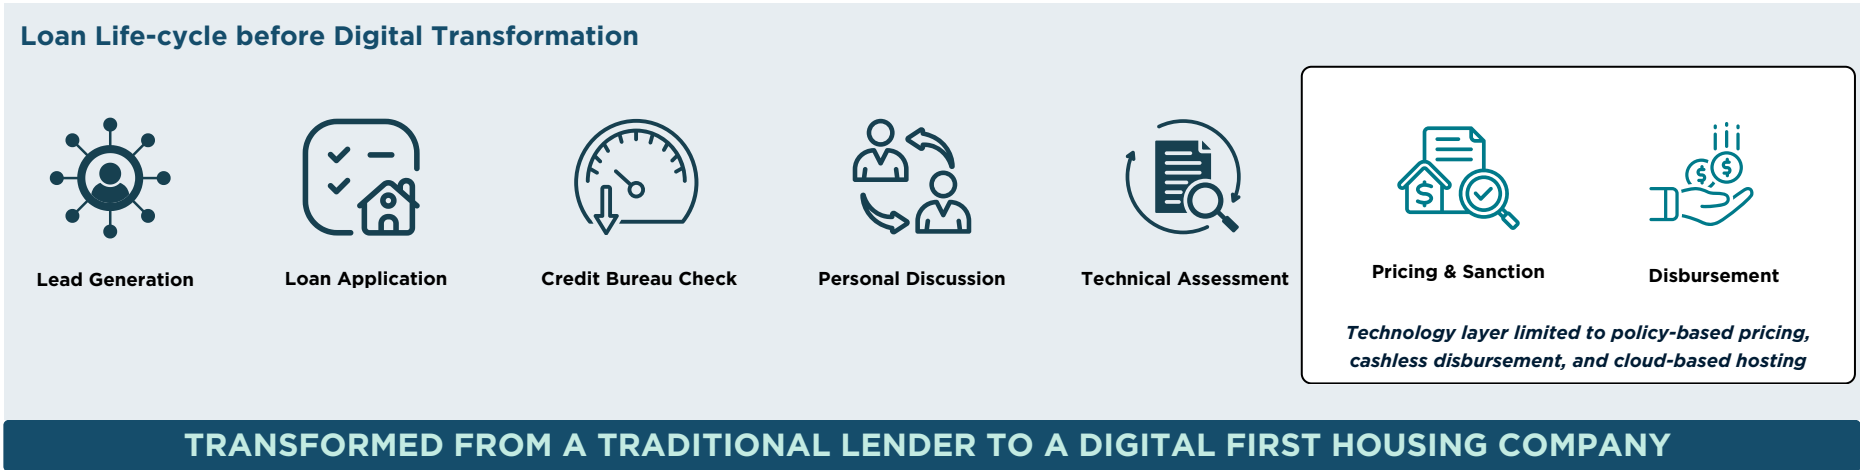 Loan Life-cycle before Digital Transformation
Lead Generation
Loan Application
Credit Bureau Check
Personal Discussion
Technical Assessment
Pricing & Sanction
Disbursement
Technology layer limited to policy-based pricing,
cashless disbursement, and cloud-based hosting
TRANSFORMED FROM A TRADITIONAL LENDER TO A DIGITAL FIRST HOUSING COMPANY